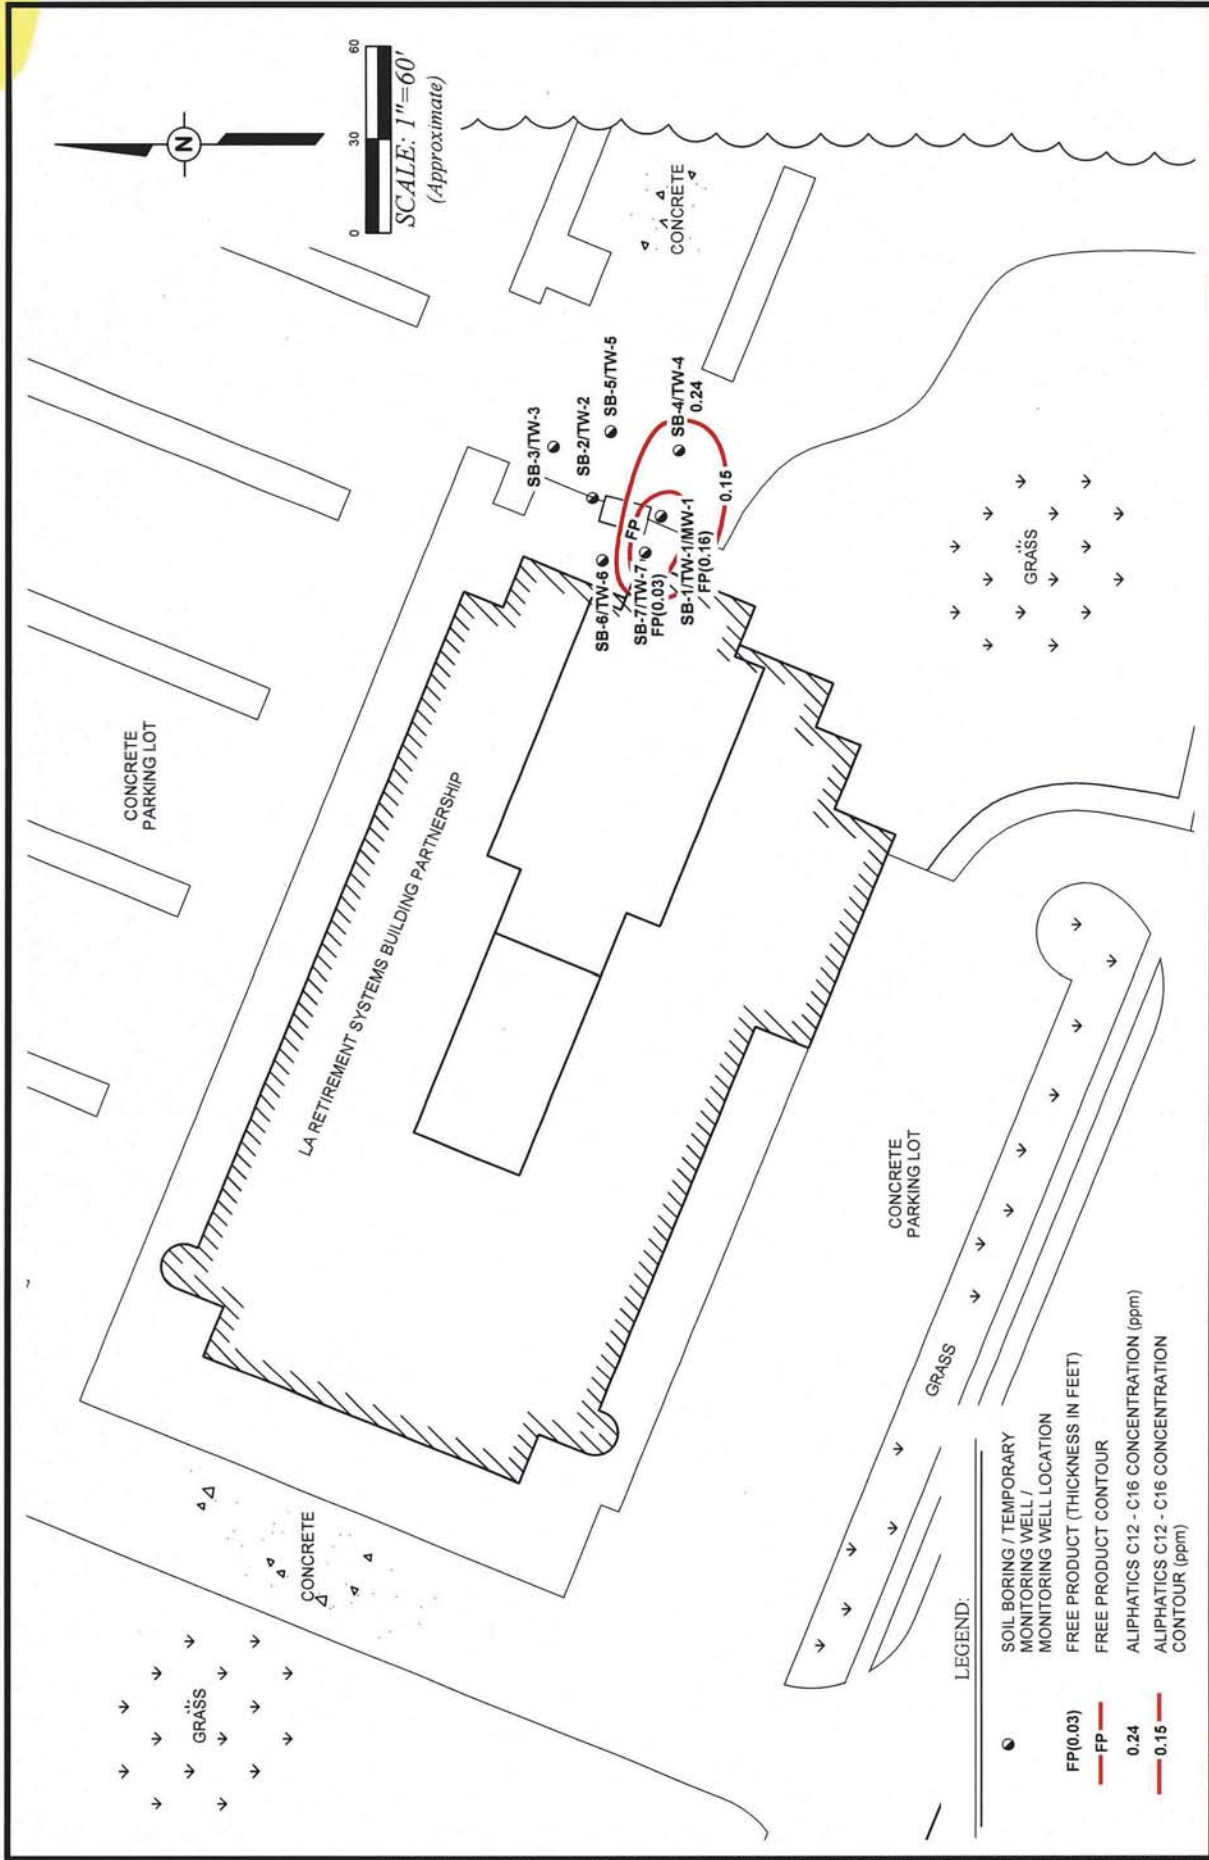 N
0 30 60
SCALE: 1"=60'
(Approximate)
CONCRETE
PARKING LOT
LA RETIREMENT SYSTEMS BUILDING PARTNERSHIP
SB-3/TW-3
SB-2/TW-2
SB-5/TW-5
SB-6/TW-6
FP
SB-7/TW-7
FP(0.03)
SB-4/TW-4
0.24
SB-1/TW-1/MW-1
FP(0.16)
0.15
CONCRETE
GRASS
CONCRETE
GRASS
CONCRETE
PARKING LOT
GRASS
LEGEND:
SOIL BORING / TEMPORARY
MONITORING WELL /
MONITORING WELL LOCATION
FP(0.03) FREE PRODUCT (THICKNESS IN FEET)
FP FREE PRODUCT CONTOUR
0.24 ALIPHATICS C12 - C16 CONCENTRATION (ppm)
0.15 ALIPHATICS C12 - C16 CONCENTRATION
CONTOUR (ppm)